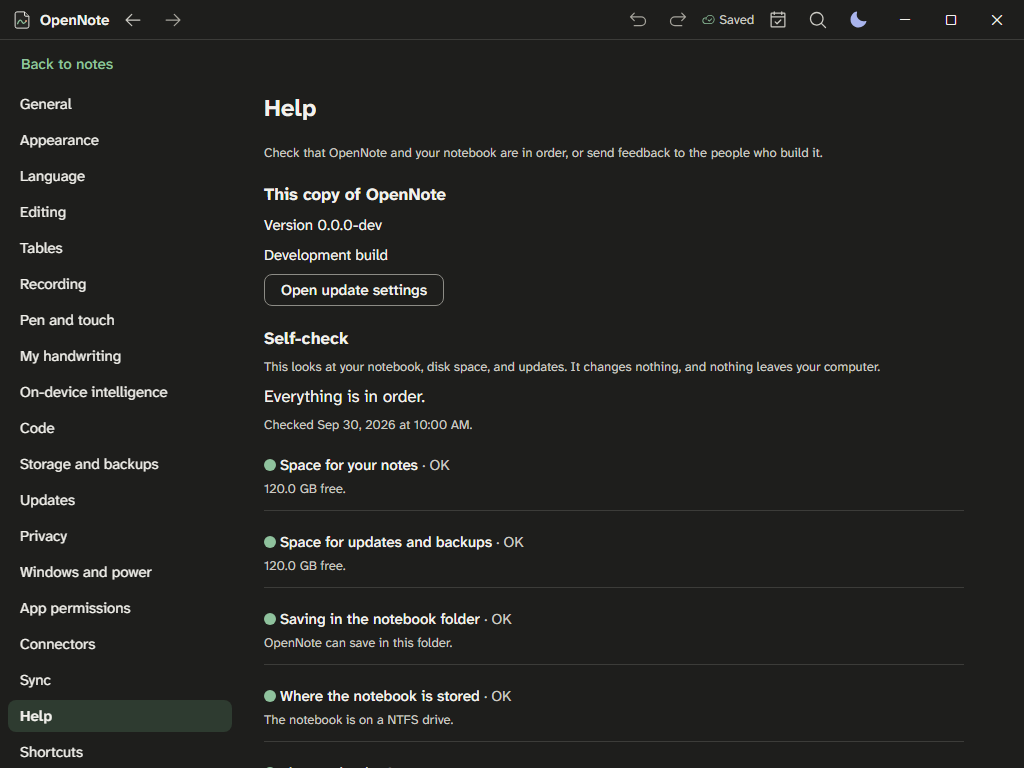 OpenNote
Saved
Back to notes
General
Appearance
Language
Editing
Tables
Recording
Pen and touch
My handwriting
On-device intelligence
Code
Storage and backups
Updates
Privacy
Windows and power
App permissions
Connectors
Sync
Help
Shortcuts
Help
Check that OpenNote and your notebook are in order, or send feedback to the people who build it.
This copy of OpenNote
Version 0.0.0-dev
Development build
Open update settings
Self-check
This looks at your notebook, disk space, and updates. It changes nothing, and nothing leaves your computer.
Everything is in order.
Checked Sep 30, 2026 at 10:00 AM.
Space for your notes · OK
120.0 GB free.
Space for updates and backups · OK
120.0 GB free.
Saving in the notebook folder · OK
OpenNote can save in this folder.
Where the notebook is stored · OK
The notebook is on a NTFS drive.